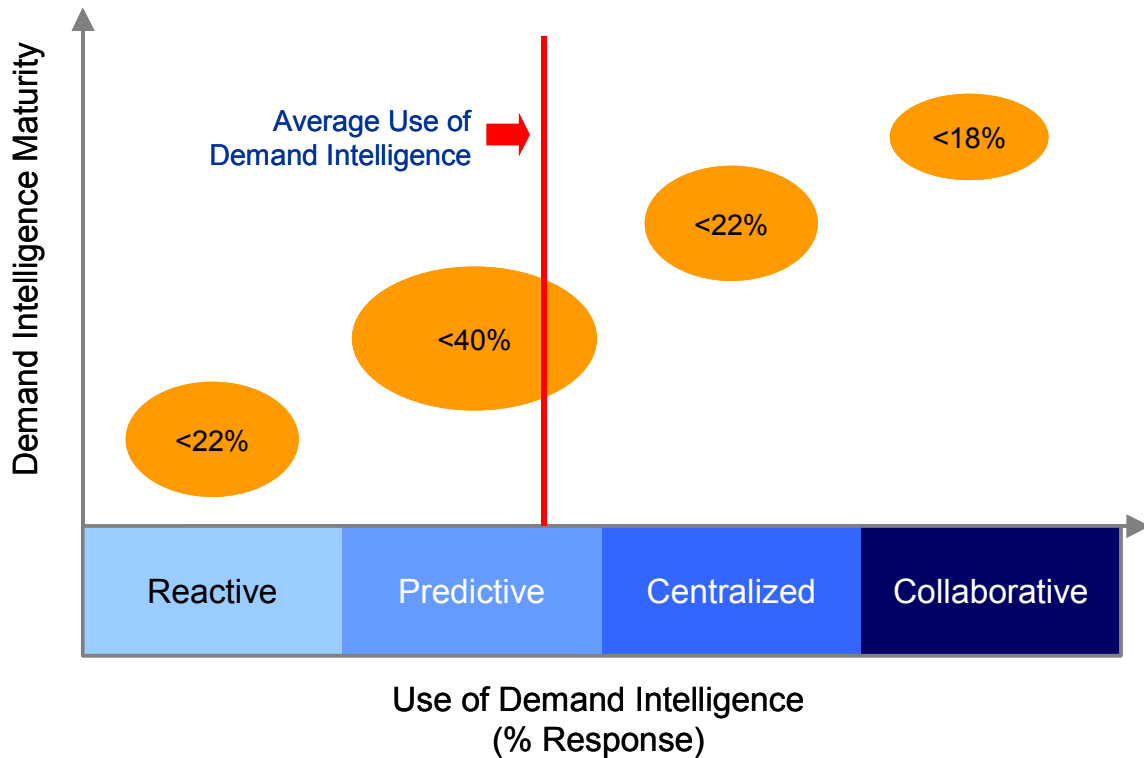 Demand Intelligence Maturity
Average Use of
Demand Intelligence
<18%
<22%
<40%
<22%
Reactive
Predictive
Centralized
Collaborative
Use of Demand Intelligence
(% Response)